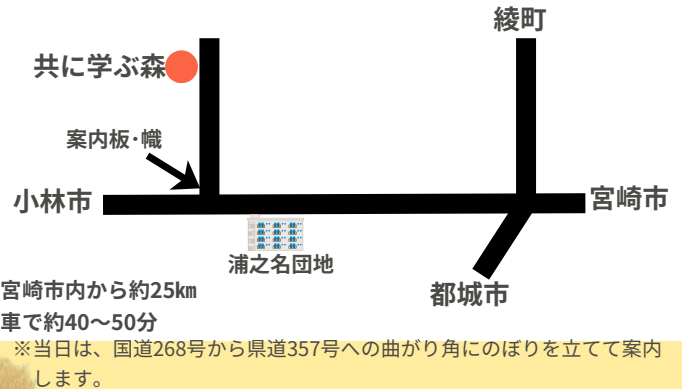 綾町
共に学ぶ森
案内板・幟
小林市
宮崎市
浦之名団地
宮崎市内から約25㎞
都城市
車で約40〜50分
※当日は、国道268号から県道357号への曲がり角にのぼりを立てて案内
します。